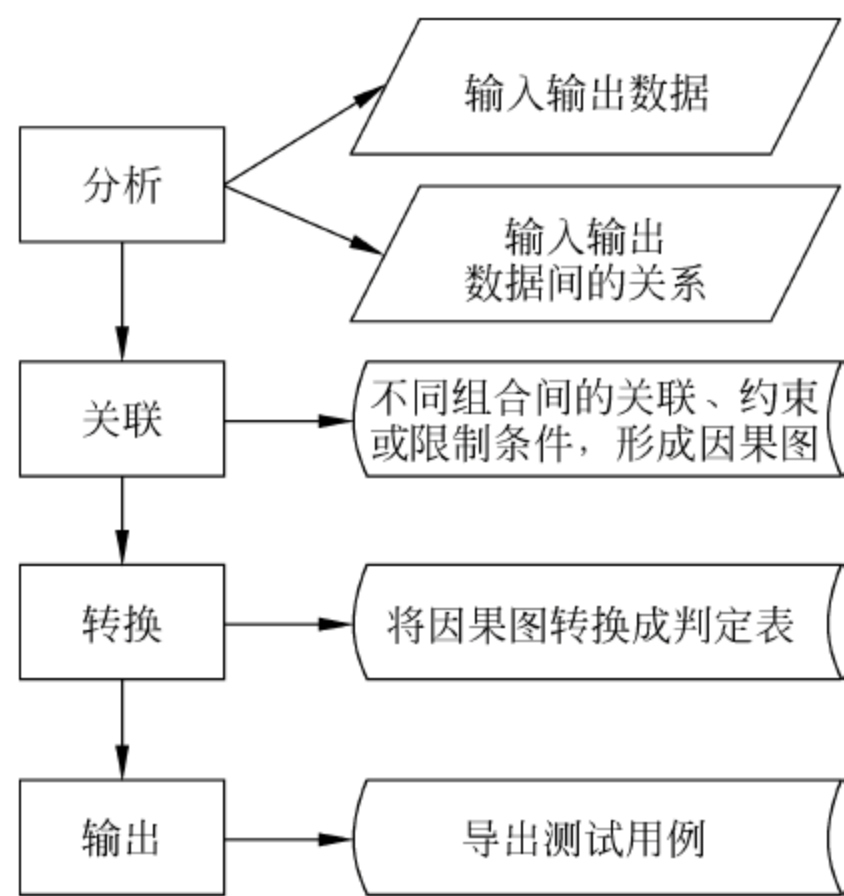 分析
输入输出数据
输入输出
数据间的关系
关联
不同组合间的关联、约束
或限制条件，形成因果图
转换
将因果图转换成判定表
输出
导出测试用例